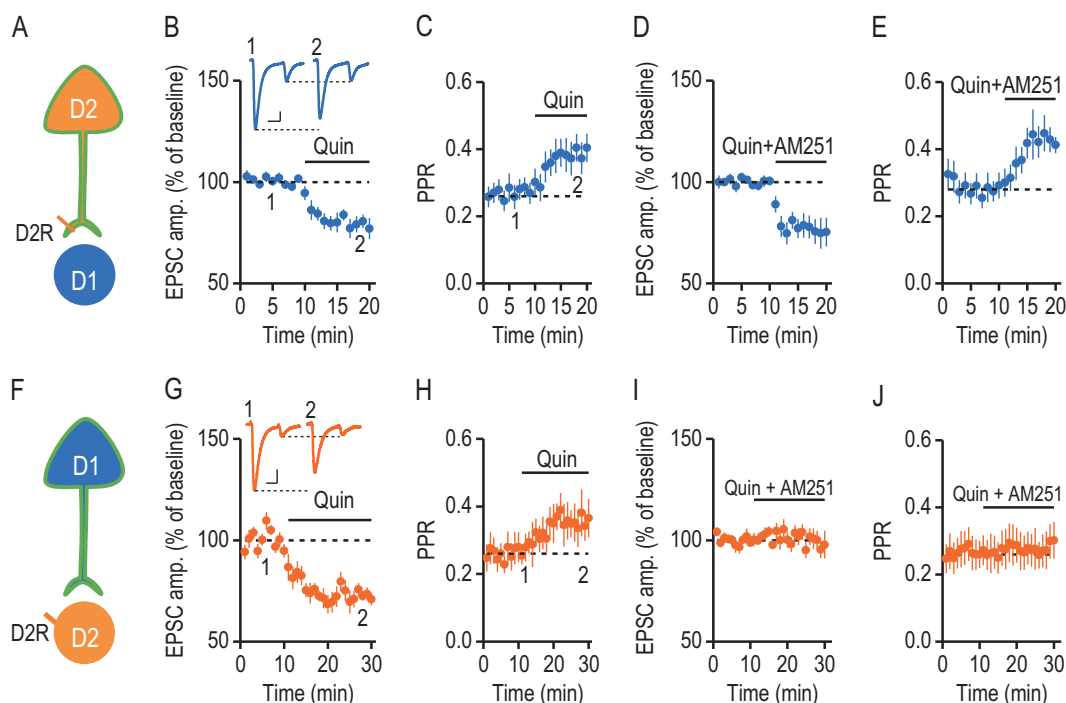 A
D2
D2R
D1
B
1 2
EPSC amp. (% of baseline)
150
100
50
Quin
1
2
0 5 10 15 20
Time (min)
C
PPR
0.6
0.4
0.2
0.0
Quin
1
2
0 5 10 15 20
Time (min)
D
EPSC amp. (% of baseline)
150
100
50
Quin+AM251
0 5 10 15 20
Time (min)
E
PPR
0.6
0.4
0.2
0.0
Quin+AM251
0 5 10 15 20
Time (min)
F
D1
D2R
D2
G
1 2
EPSC amp. (% of baseline)
150
100
50
Quin
1
2
0 10 20 30
Time (min)
H
PPR
0.6
0.4
0.2
0.0
Quin
1 2
0 10 20 30
Time (min)
I
EPSC amp. (% of baseline)
150
100
50
Quin + AM251
0 10 20 30
Time (min)
J
PPR
0.6
0.4
0.2
0.0
Quin + AM251
0 10 20 30
Time (min)